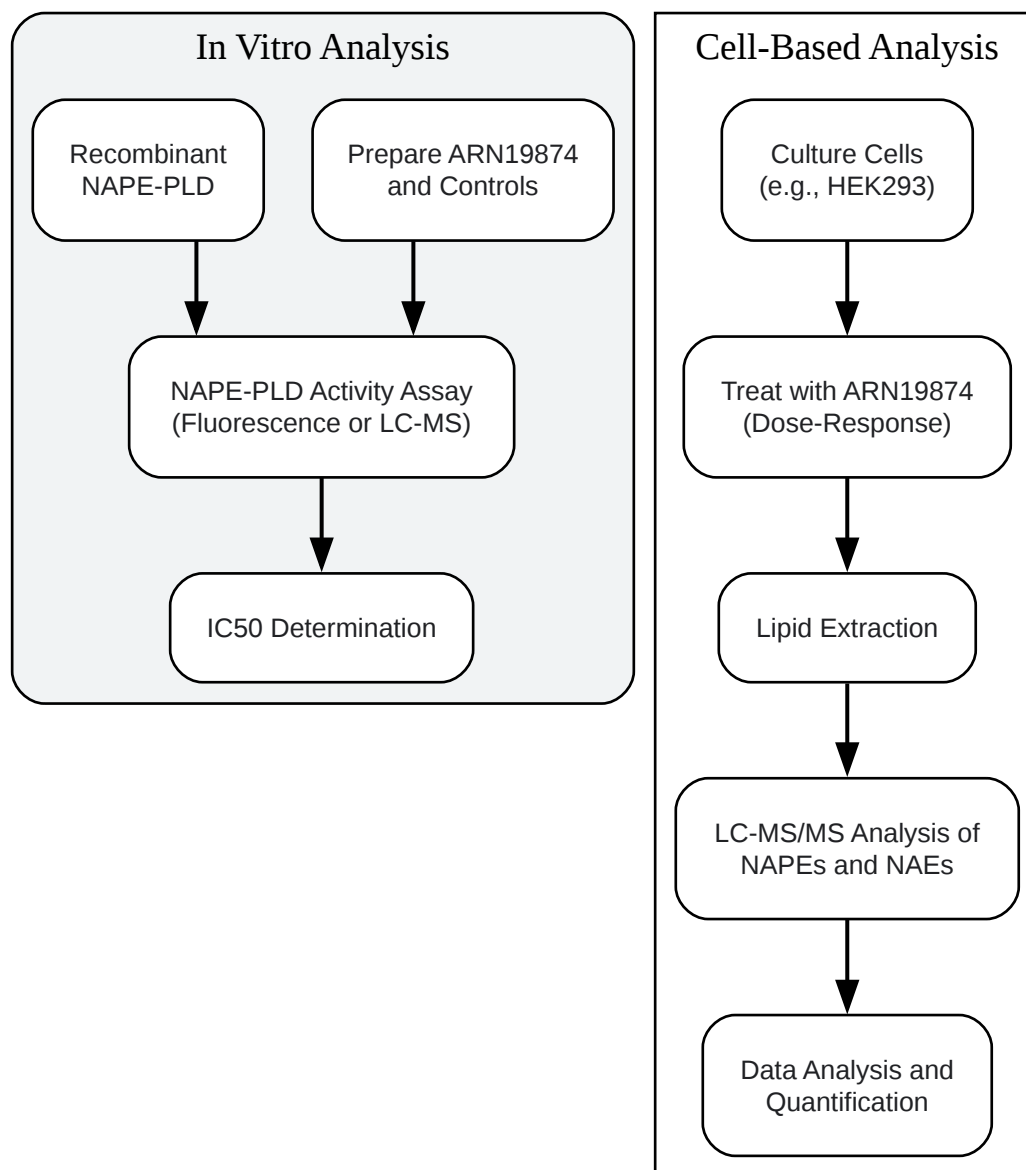 In Vitro Analysis
Recombinant
NAPE-PLD
Prepare ARN19874
and Controls
NAPE-PLD Activity Assay
(Fluorescence or LC-MS)
IC50 Determination
Cell-Based Analysis
Culture Cells
(e.g., HEK293)
Treat with ARN19874
(Dose-Response)
Lipid Extraction
LC-MS/MS Analysis of
NAPEs and NAEs
Data Analysis and
Quantification